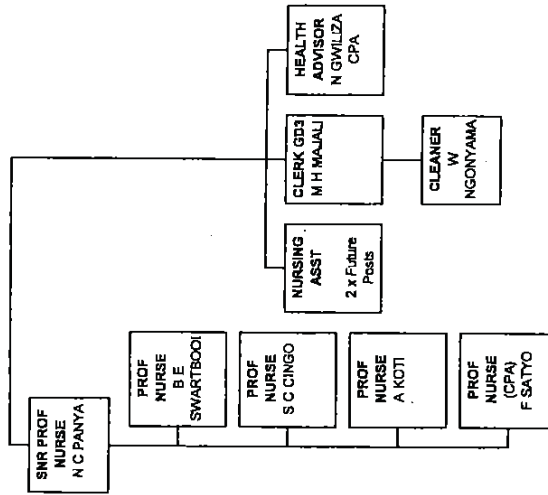 SNR PROF
NURSE
N C PANYA
PROF
NURSE
B E
SWARTBOOI
PROF
NURSE
S C CINGO
PROF
NURSE
A KOTI
PROF
NURSE
(CPA)
F SATYO
NURSING
ASST
2 x Future
Posts
CLERK GD3
M H MAJALI
HEALTH
ADVISOR
N GWILIZA
CPA
CLEANER
W
NGONYAMA